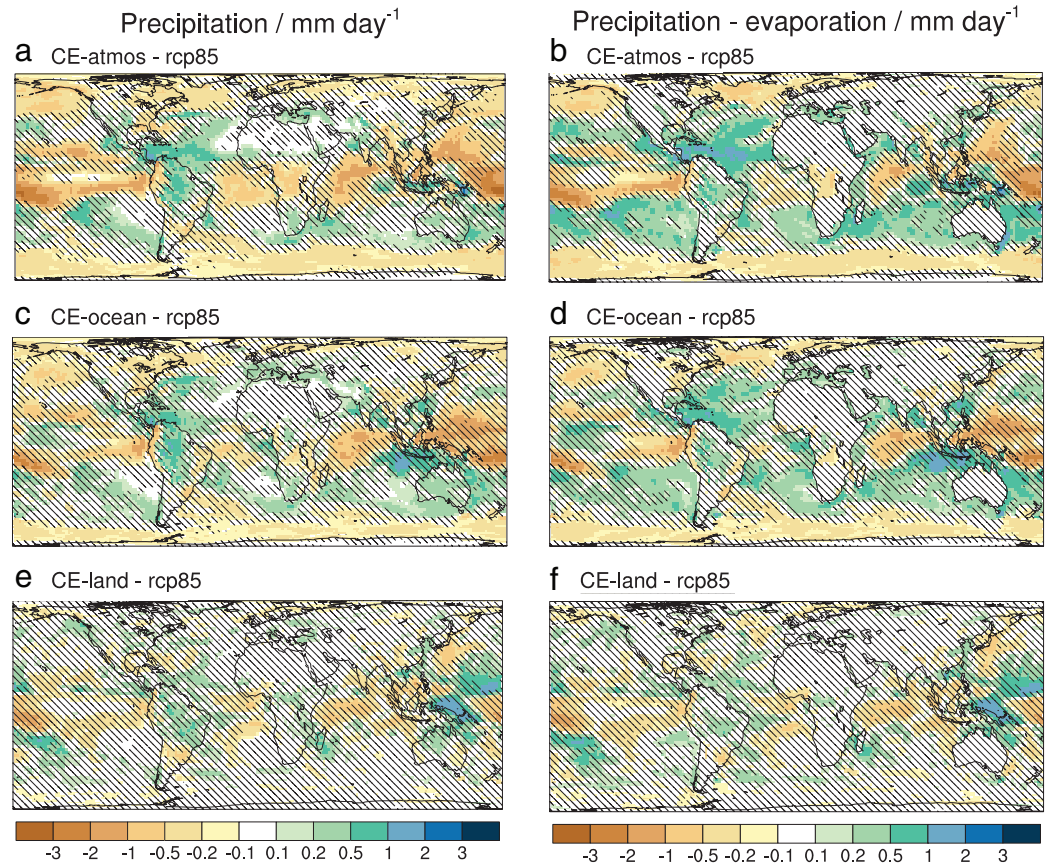 Precipitation / mm day⁻¹
Precipitation - evaporation / mm day⁻¹
a CE-atmos - rcp85
b CE-atmos - rcp85
c CE-ocean - rcp85
d CE-ocean - rcp85
e CE-land - rcp85
f CE-land - rcp85
-3 -2 -1 -0.5 -0.2 -0.1 0.1 0.2 0.5 1 2 3
-3 -2 -1 -0.5 -0.2 -0.1 0.1 0.2 0.5 1 2 3